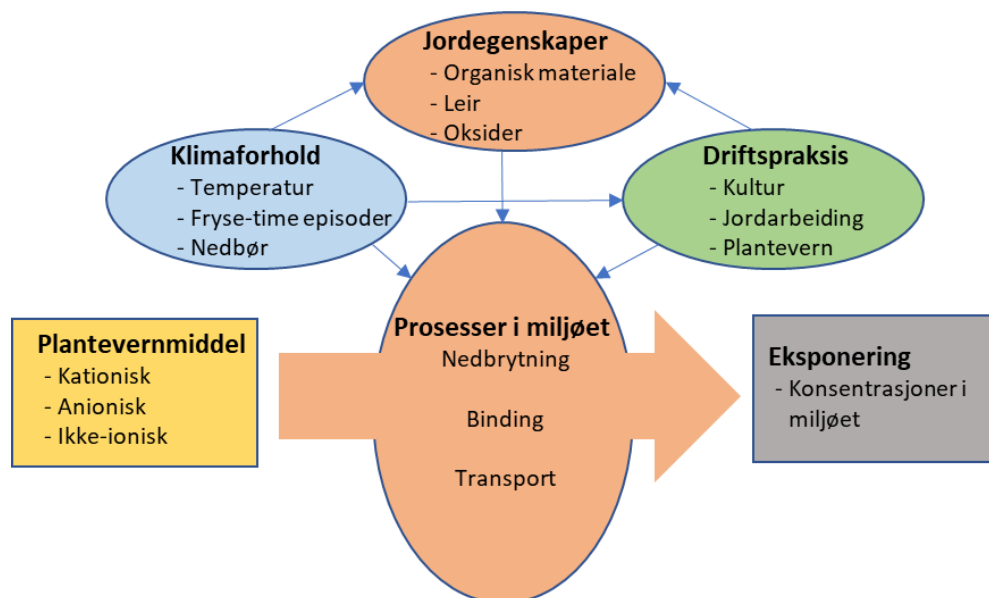 Jordegenskaper
- Organisk materiale
- Leir
- Oksider
Klimaforhold
- Temperatur
- Fryse-time episoder
- Nedbør
Driftspraksis
- Kultur
- Jordarbeiding
- Plantevern
Plantevernmiddel
- Kationisk
- Anionisk
- Ikke-ionisk
Prosesser i miljøet
Nedbrytning
Binding
Transport
Eksponering
- Konsentrasjoner i
miljøet